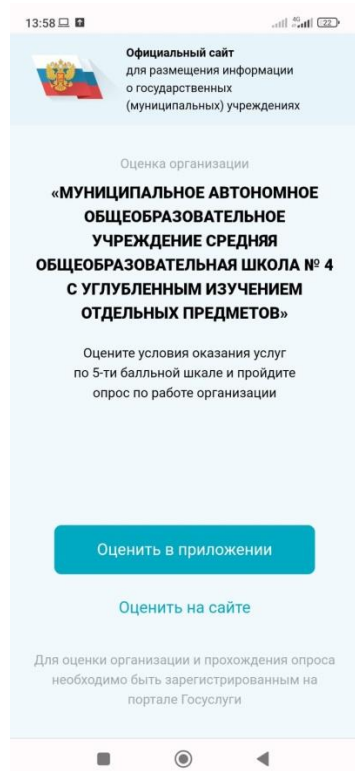 13:58
4G
22
Официальный сайт
для размещения информации
о государственных
(муниципальных) учреждениях
Оценка организации
«МУНИЦИПАЛЬНОЕ АВТОНОМНОЕ
ОБЩЕОБРАЗОВАТЕЛЬНОЕ
УЧРЕЖДЕНИЕ СРЕДНЯЯ
ОБЩЕОБРАЗОВАТЕЛЬНАЯ ШКОЛА № 4
С УГЛУБЛЕННЫМ ИЗУЧЕНИЕМ
ОТДЕЛЬНЫХ ПРЕДМЕТОВ»
Оцените условия оказания услуг
по 5-ти балльной шкале и пройдите
опрос по работе организации
Оценить в приложении
Оценить на сайте
Для оценки организации и прохождения опроса
необходимо быть зарегистрированным на
портале Госуслуги